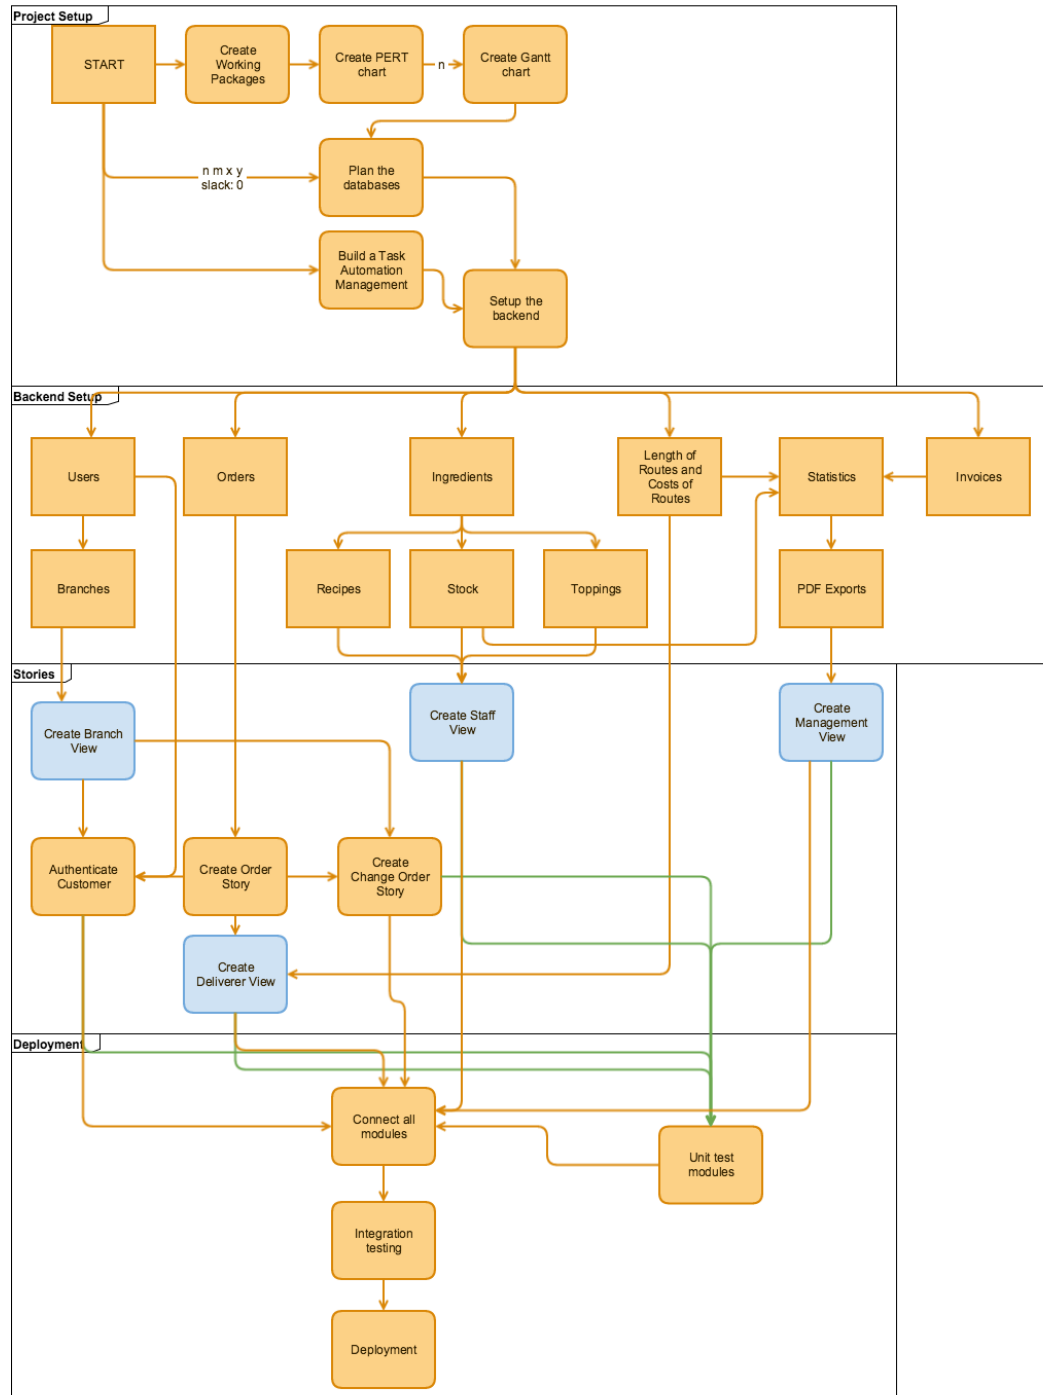 Project Setup
START
Create
Working
Packages
Create PERT
chart
n
Create Gantt
chart
n m x y
slack: 0
Plan the
databases
Build a Task
Automation
Management
Setup the
backend
Backend Setup
Users
Orders
Ingredients
Length of
Routes and
Costs of
Routes
Statistics
Invoices
Branches
Recipes
Stock
Toppings
PDF Exports
Stories
Create Branch
View
Create Staff
View
Create
Management
View
Authenticate
Customer
Create Order
Story
Create
Change Order
Story
Create
Deliverer View
Deployment
Connect all
modules
Unit test
modules
Integration
testing
Deployment